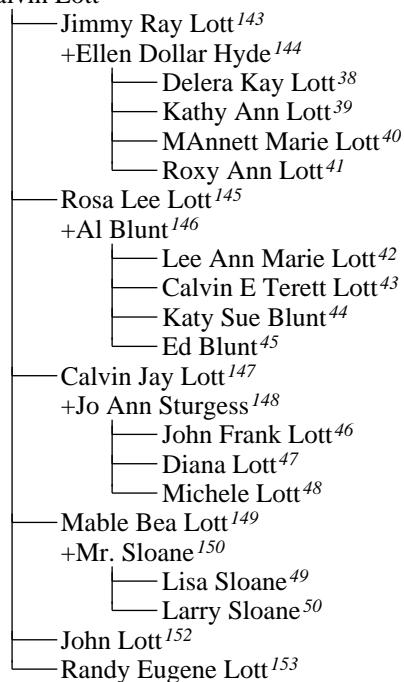 Lott
Jimmy Ray Lott 143
+Ellen Dollar Hyde 144
Delera Kay Lott 38
Kathy Ann Lott 39
MAnnett Marie Lott 40
Roxy Ann Lott 41
Rosa Lee Lott 145
+Al Blunt 146
Lee Ann Marie Lott 42
Calvin E Terett Lott 43
Katy Sue Blunt 44
Ed Blunt 45
Calvin Jay Lott 147
+Jo Ann Sturgess 148
John Frank Lott 46
Diana Lott 47
Michele Lott 48
Mable Bea Lott 149
+Mr. Sloane 150
Lisa Sloane 49
Larry Sloane 50
John Lott 152
Randy Eugene Lott 153